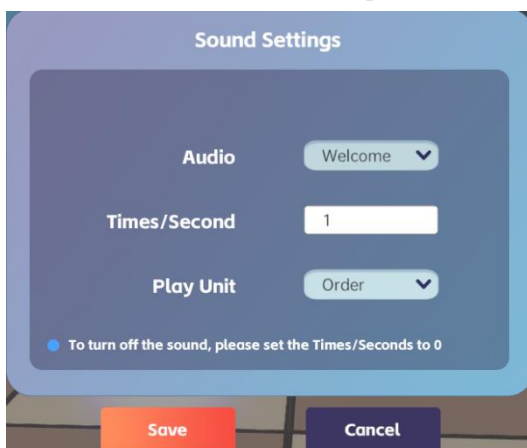 Sound Settings
Audio Welcome
Times/Second 1
Play Unit Order
To turn off the sound, please set the Times/Seconds to 0
Save Cancel